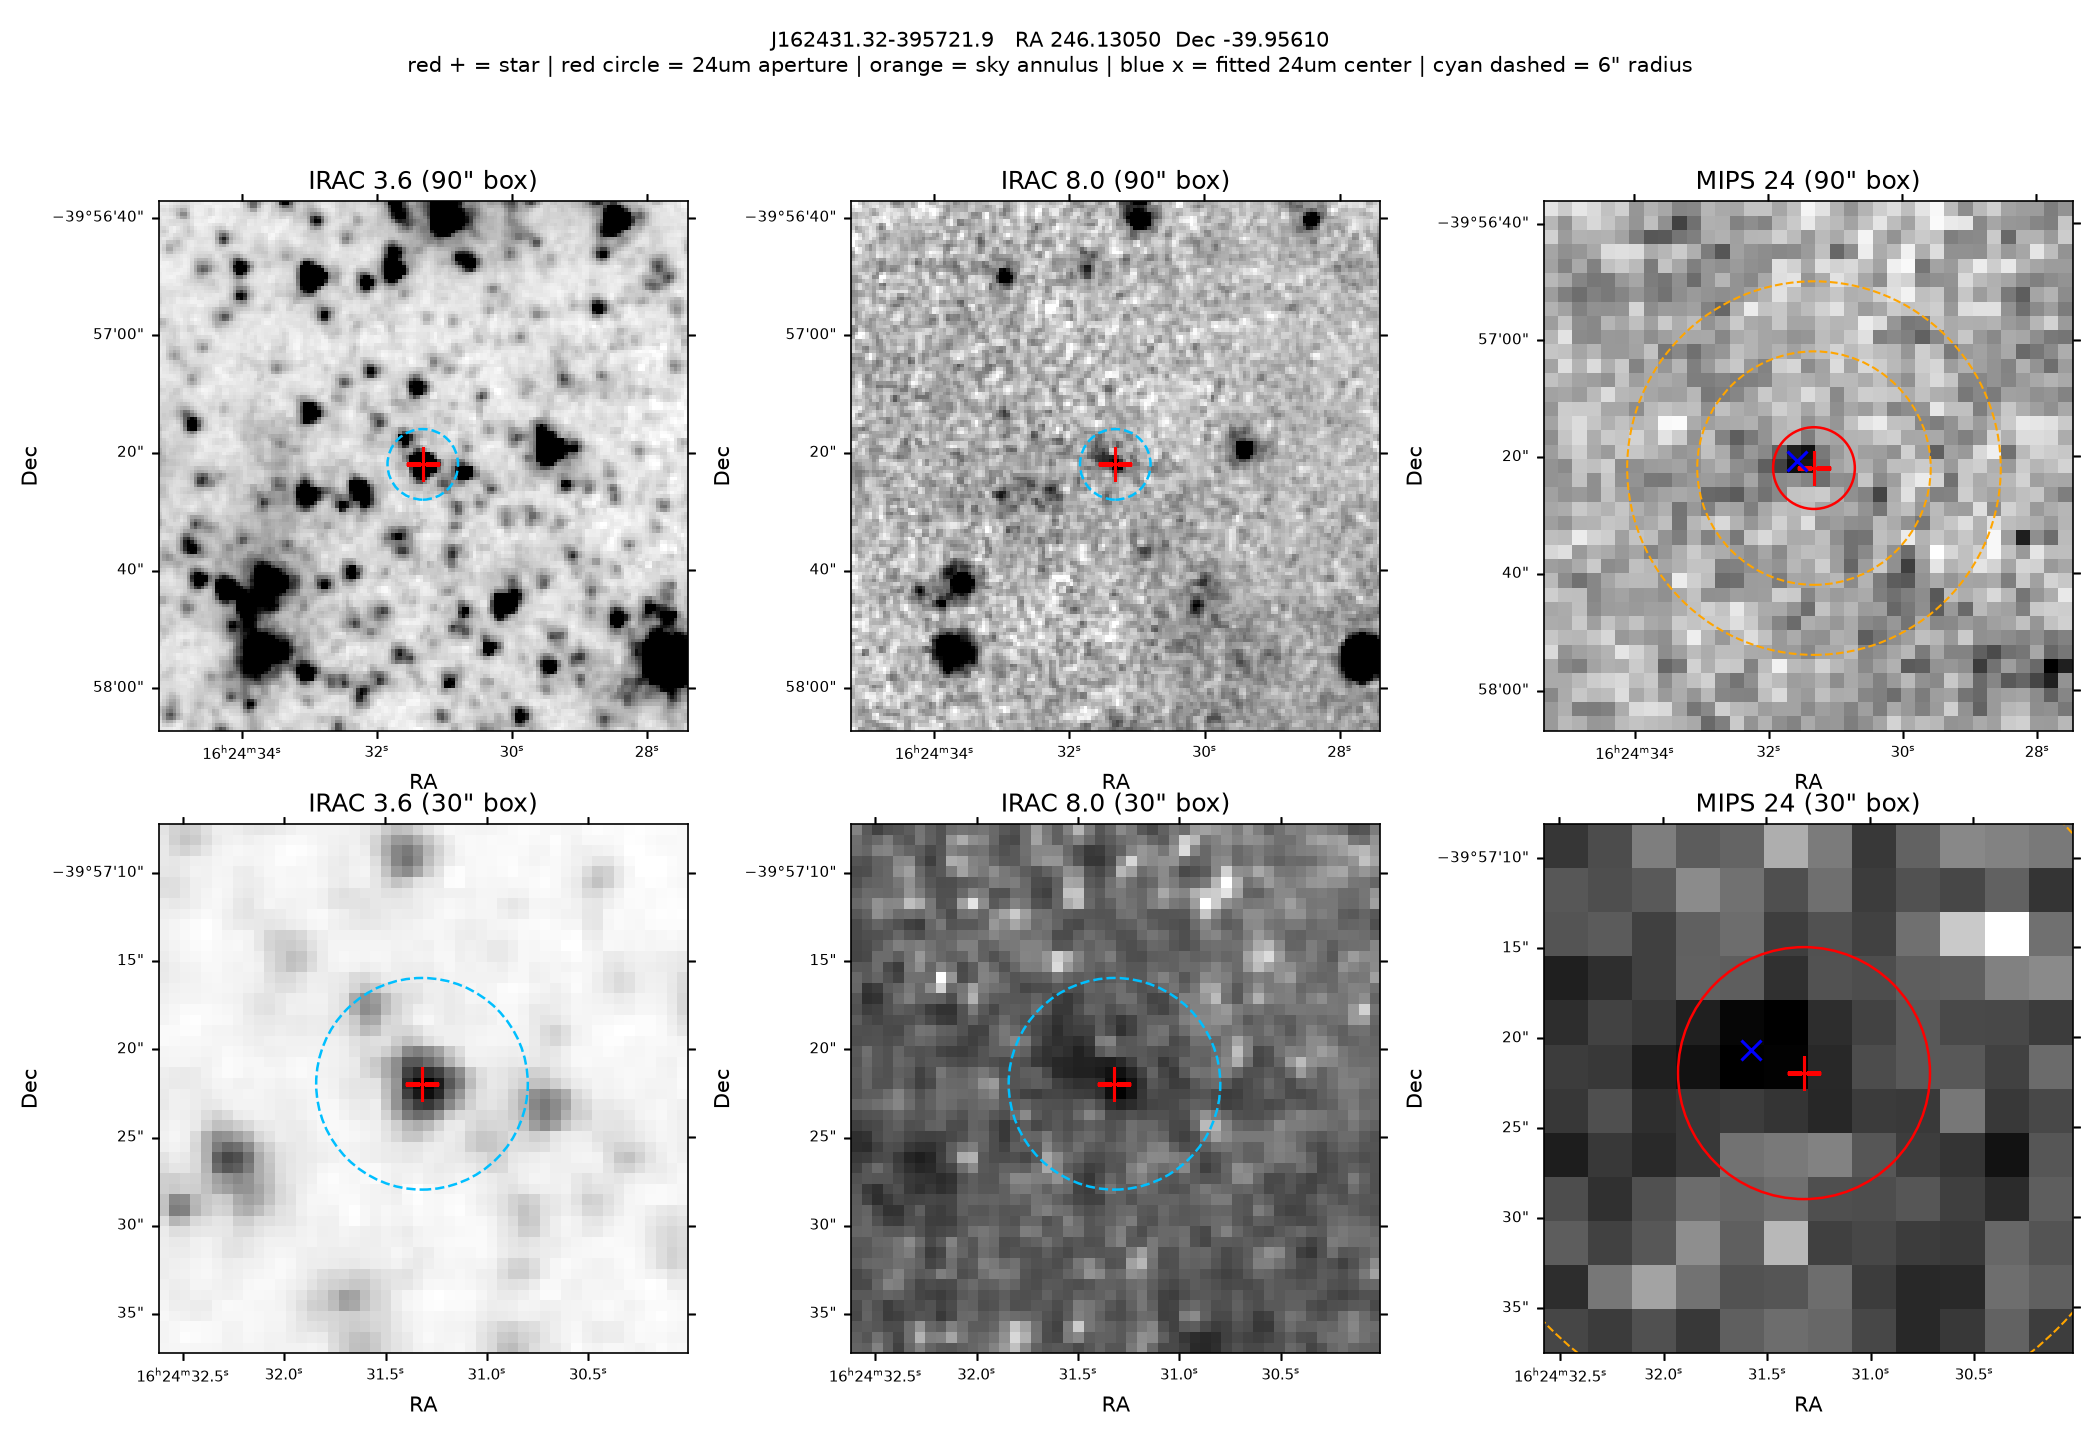 J162431.32-395721.9   RA 246.13050  Dec -39.95610
red + = star | red circle = 24um aperture | orange = sky annulus | blue x = fitted 24um center | cyan dashed = 6" radius
IRAC 3.6 (90" box)
Dec
−39°56'40"
57'00"
20"
40"
58'00"
16h24m34s
32s
30s
28s
RA
IRAC 8.0 (90" box)
Dec
−39°56'40"
57'00"
20"
40"
58'00"
16h24m34s
32s
30s
28s
RA
MIPS 24 (90" box)
Dec
−39°56'40"
57'00"
20"
40"
58'00"
16h24m34s
32s
30s
28s
RA
IRAC 3.6 (30" box)
Dec
−39°57'10"
15"
20"
25"
30"
35"
16h24m32.5s
32.0s
31.5s
31.0s
30.5s
RA
IRAC 8.0 (30" box)
Dec
−39°57'10"
15"
20"
25"
30"
35"
16h24m32.5s
32.0s
31.5s
31.0s
30.5s
RA
MIPS 24 (30" box)
Dec
−39°57'10"
15"
20"
25"
30"
35"
16h24m32.5s
32.0s
31.5s
31.0s
30.5s
RA